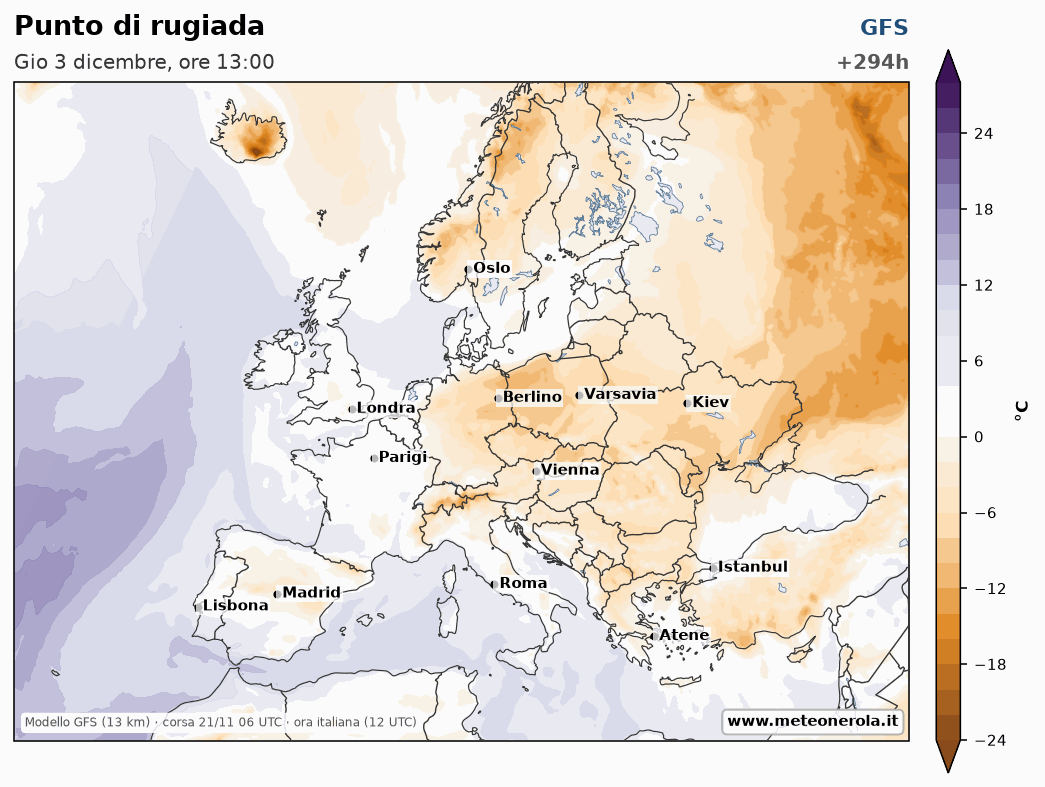 Punto di rugiada
GFS
Gio 3 dicembre, ore 13:00
+294h
Oslo
Berlino
Varsavia
Kiev
Londra
Parigi
Vienna
Istanbul
Roma
Madrid
Lisbona
Atene
Modello GFS (13 km) · corsa 21/11 06 UTC · ora italiana (12 UTC)
www.meteonerola.it
24
18
12
6
0
−6
−12
−18
−24
°C